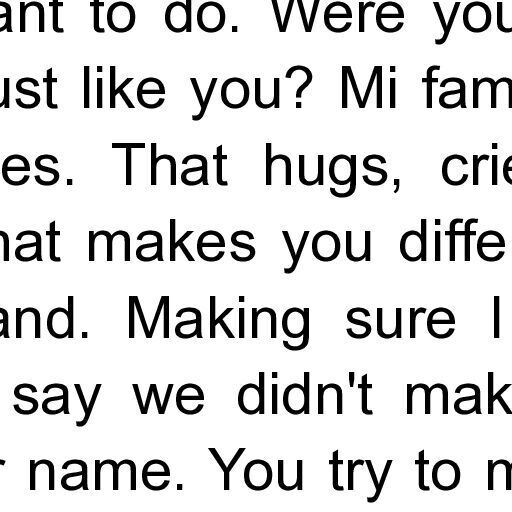 ant to do. Were you
ust like you? Mi fam
es. That hugs, crie
hat makes you diffe
and. Making sure I
say we didn't mak
r name. You try to m